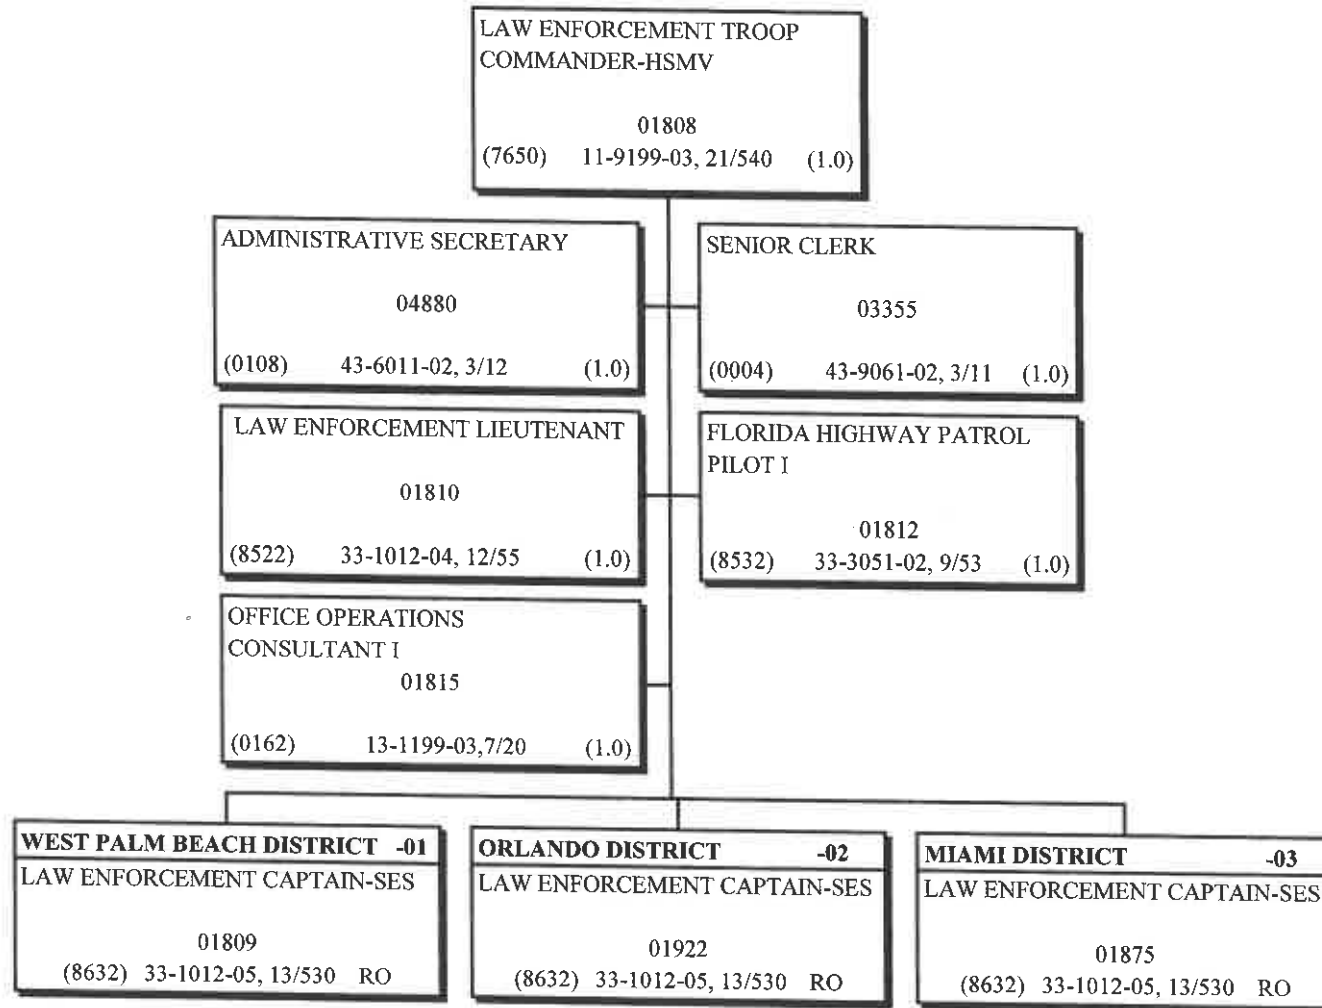 LAW ENFORCEMENT TROOP
COMMANDER-HSMV
01808
(7650) 11-9199-03, 21/540 (1.0)
ADMINISTRATIVE SECRETARY
04880
(0108) 43-6011-02, 3/12 (1.0)
SENIOR CLERK
03355
(0004) 43-9061-02, 3/11 (1.0)
LAW ENFORCEMENT LIEUTENANT
01810
(8522) 33-1012-04, 12/55 (1.0)
FLORIDA HIGHWAY PATROL
PILOT I
01812
(8532) 33-3051-02, 9/53 (1.0)
OFFICE OPERATIONS
CONSULTANT I
01815
(0162) 13-1199-03,7/20 (1.0)
WEST PALM BEACH DISTRICT -01
LAW ENFORCEMENT CAPTAIN-SES
01809
(8632) 33-1012-05, 13/530 RO
ORLANDO DISTRICT -02
LAW ENFORCEMENT CAPTAIN-SES
01922
(8632) 33-1012-05, 13/530 RO
MIAMI DISTRICT -03
LAW ENFORCEMENT CAPTAIN-SES
01875
(8632) 33-1012-05, 13/530 RO